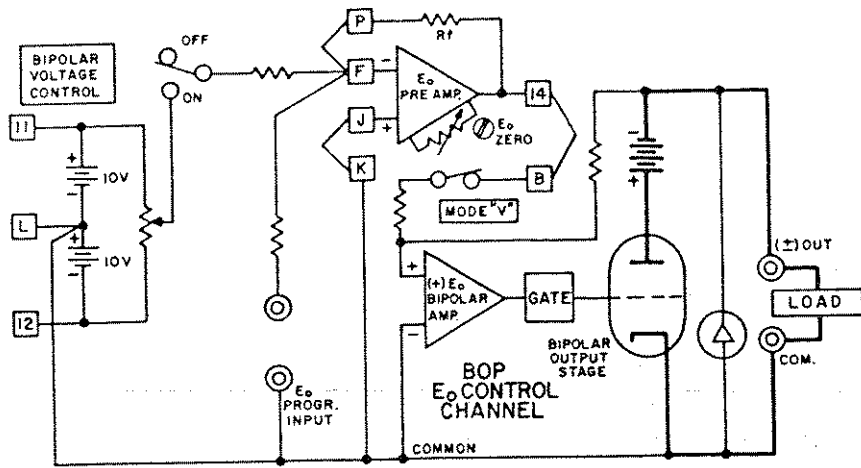 BIPOLAR
VOLTAGE
CONTROL
OFF
ON
11
+
10V
-
L
+
10V
-
12
P
Rf
F
-
Eo
PRE AMP.
14
J
+
Eo
ZERO
K
B
MODE "V"
-
+
+
(+) Eo
BIPOLAR
AMP.
-
GATE
BIPOLAR
OUTPUT
STAGE
(±) OUT
LOAD
COM.
Eo
PROGR.
INPUT
BOP
Eo CONTROL
CHANNEL
COMMON